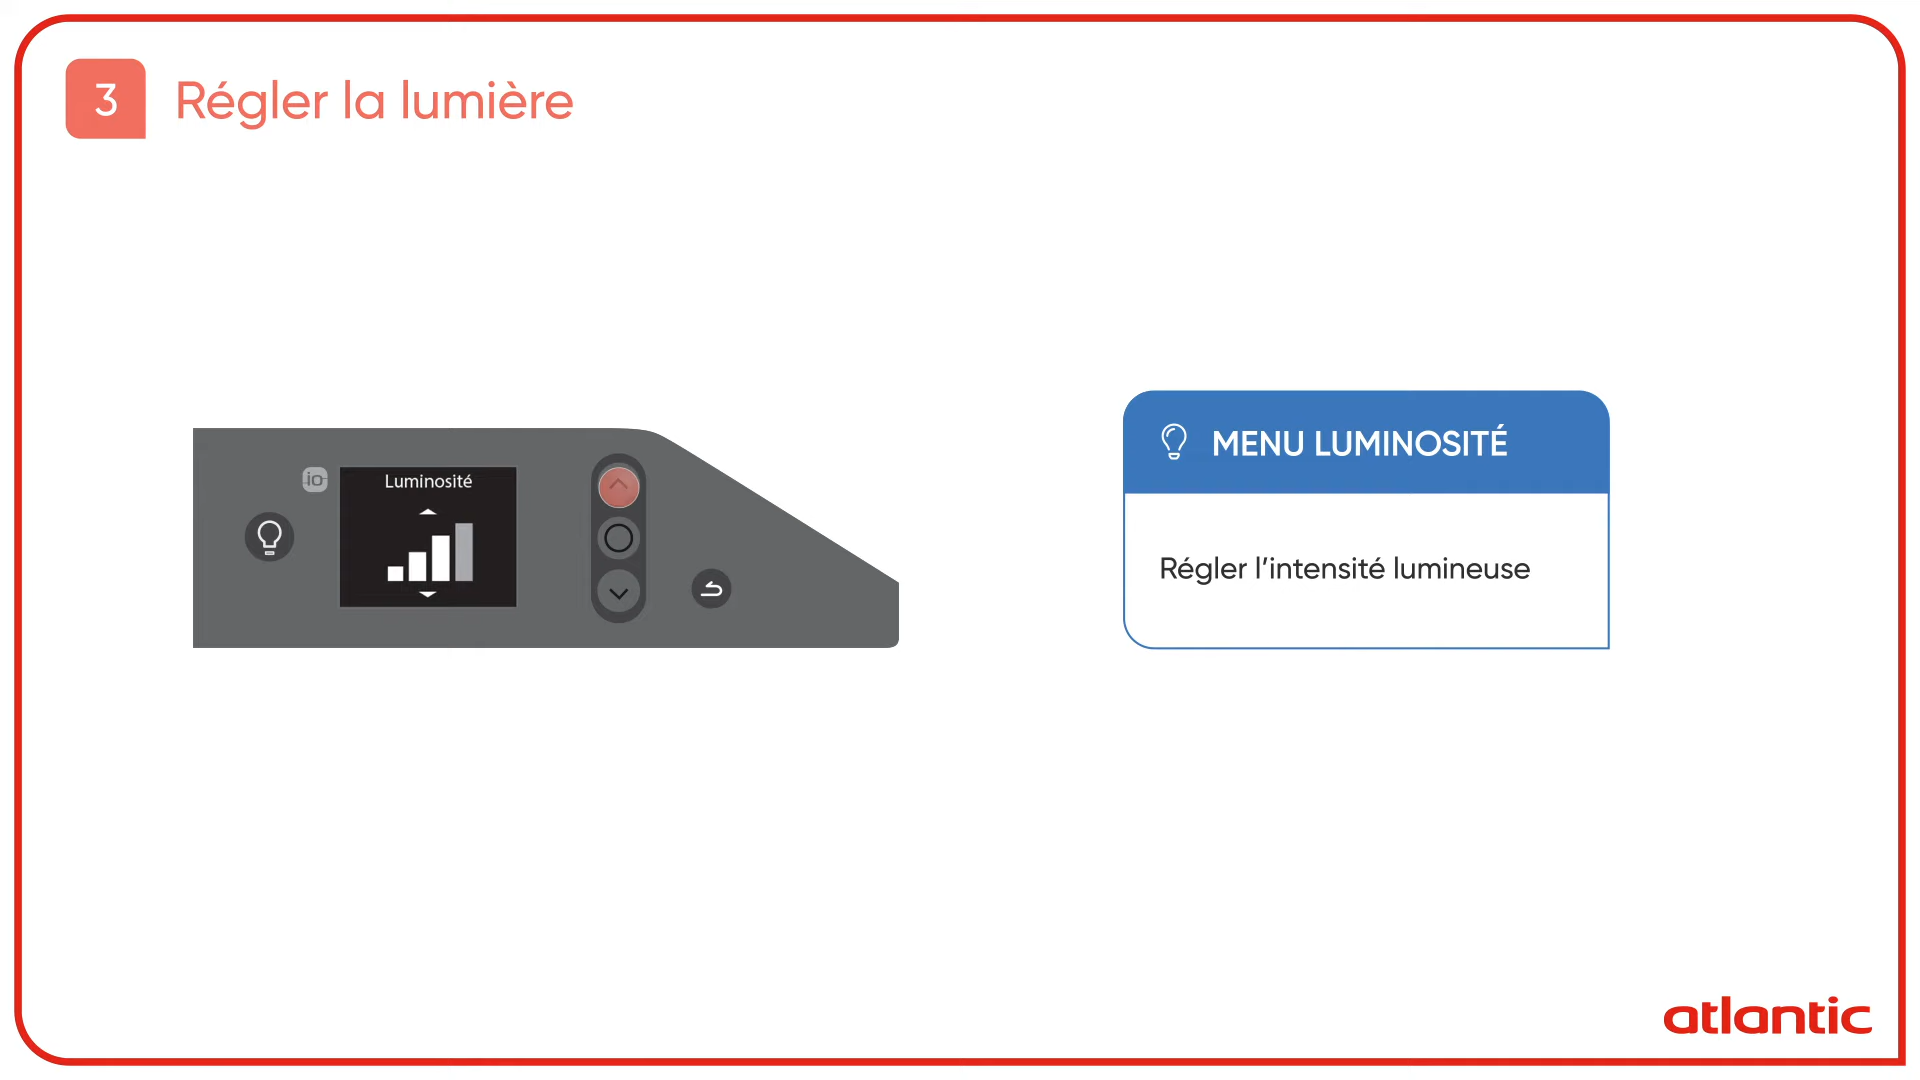 3
Régler la lumière
io
Luminosité
MENU LUMINOSITÉ
Régler l’intensité lumineuse
atlantic